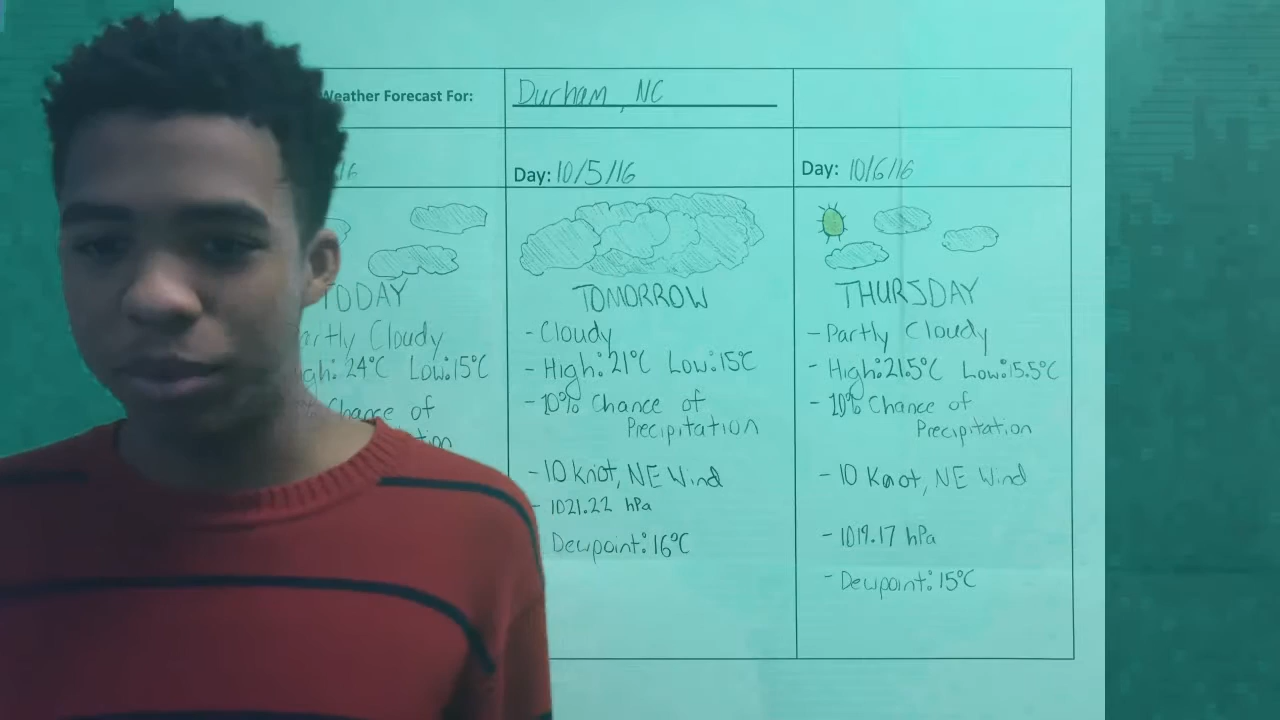 Weather Forecast For:
Durham, NC
/16
TODAY
Cloudy
24°C Low:15°C
Chance of
Day: 10/5/16
TOMORROW
- Cloudy
- High: 21°C Low:15°C
- 10% Chance of
Precipitation
- 10 Knot, NE Wind
- 1021.22 hPa
Dewpoint: 16°C
Day: 10/6/16
THURSDAY
- Partly Cloudy
- High: 21.5°C Low:15.5°C
- 10% Chance of
Precipitation
- 10 Knot, NE Wind
- 1019.17 hPa
- Dewpoint: 15°C